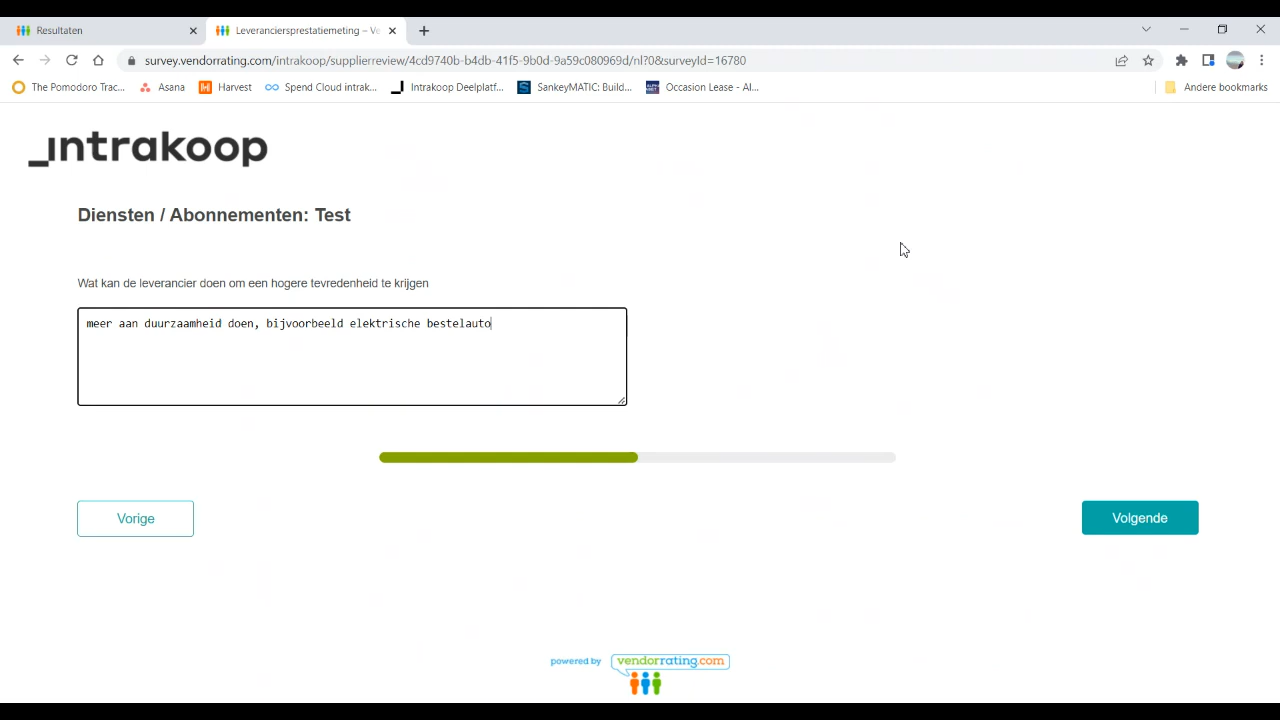 Resultaten
Leveranciersprestatiemeting – Ve
survey.vendorrating.com/intrakoop/supplierreview/4cd9740b-b4db-41f5-9bfd-9a59c080969d/nl?0&surveyId=16780
The Pomodoro Trac...
Asana
Harvest
Spend Cloud intrak...
Intrakoop Deelplatf...
SankeyMATIC: Build...
Occasion Lease - Al...
Andere bookmarks
_intrakoop
Diensten / Abonnementen: Test
Wat kan de leverancier doen om een hogere tevredenheid te krijgen
meer aan duurzaamheid doen, bijvoorbeeld elektrische bestelauto
Vorige
Volgende
powered by vendorrating.com